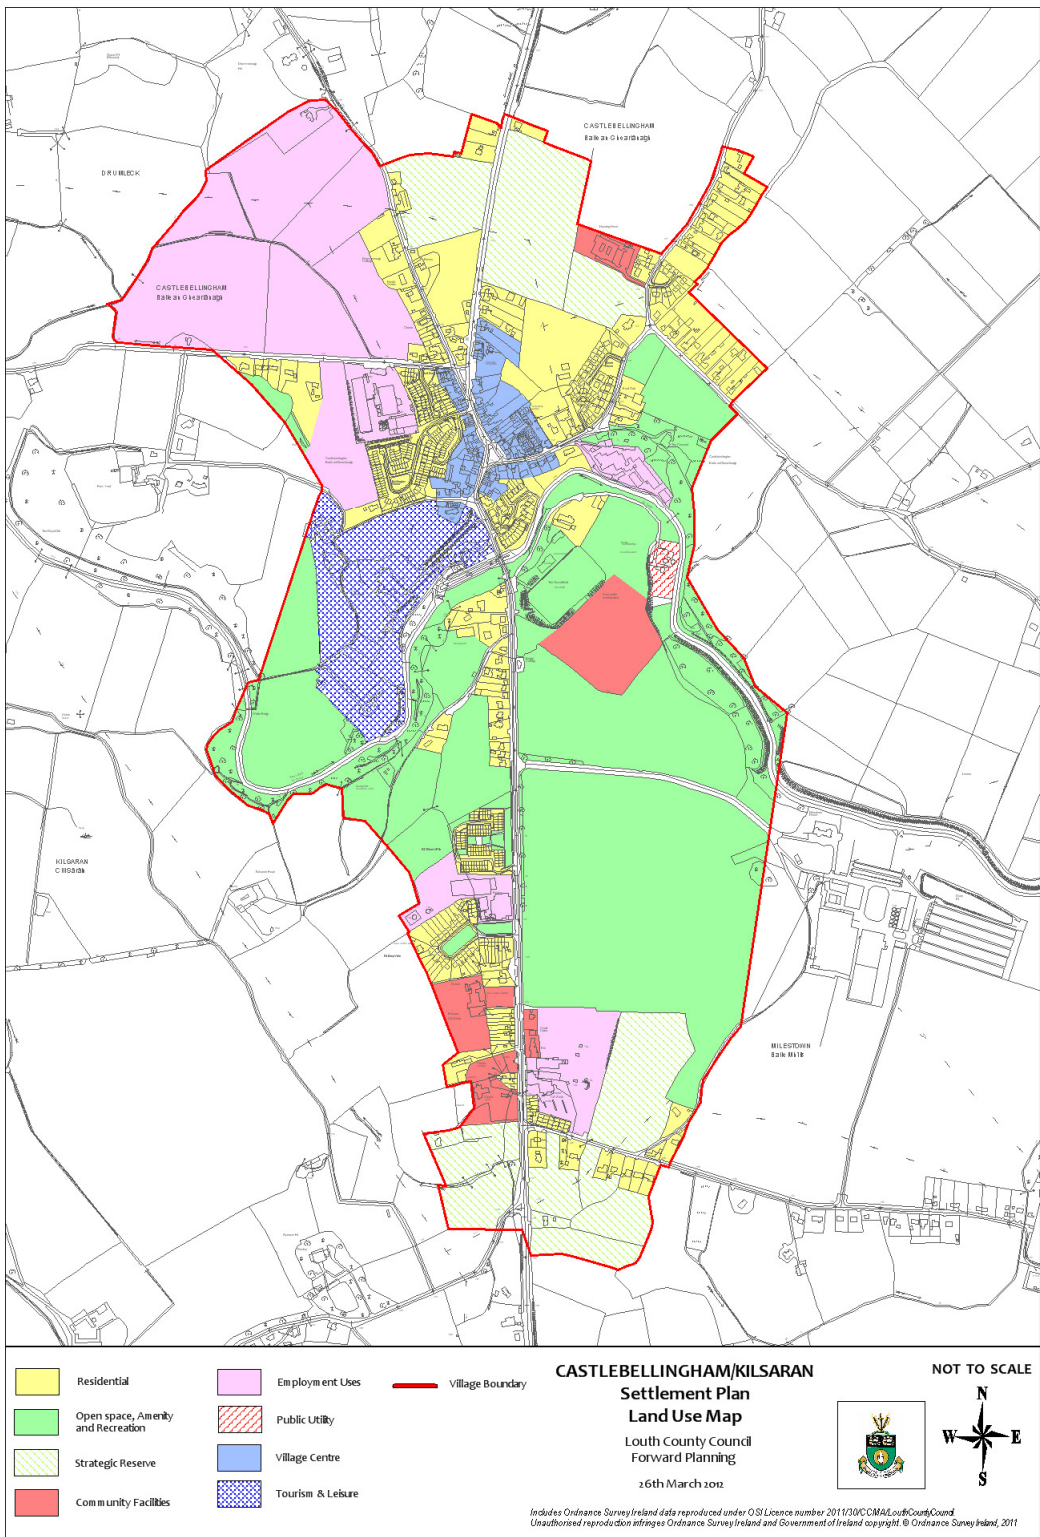 CASTLEBELLINGHAM
Baile an Ghearlánaigh
DRUMLECK
CASTLEBELLINGHAM
Baile an Ghearlánaigh
KILSARAN
Cill Sáráin
MILESTOWN
Baile Mhílis
Residential
Open space, Amenity
and Recreation
Strategic Reserve
Community Facilities
Employment Uses
Public Utility
Village Centre
Tourism & Leisure
Village Boundary
CASTLEBELLINGHAM/KILSARAN
Settlement Plan
Land Use Map
Louth County Council
Forward Planning
26th March 2012
NOT TO SCALE
N
W E
S
Includes Ordnance Survey Ireland data reproduced under OSi Licence number 2011/30/CCMA/LouthCountyCouncil
Unauthorised reproduction infringes Ordnance Survey Ireland and Government of Ireland copyright. © Ordnance Survey Ireland, 2011